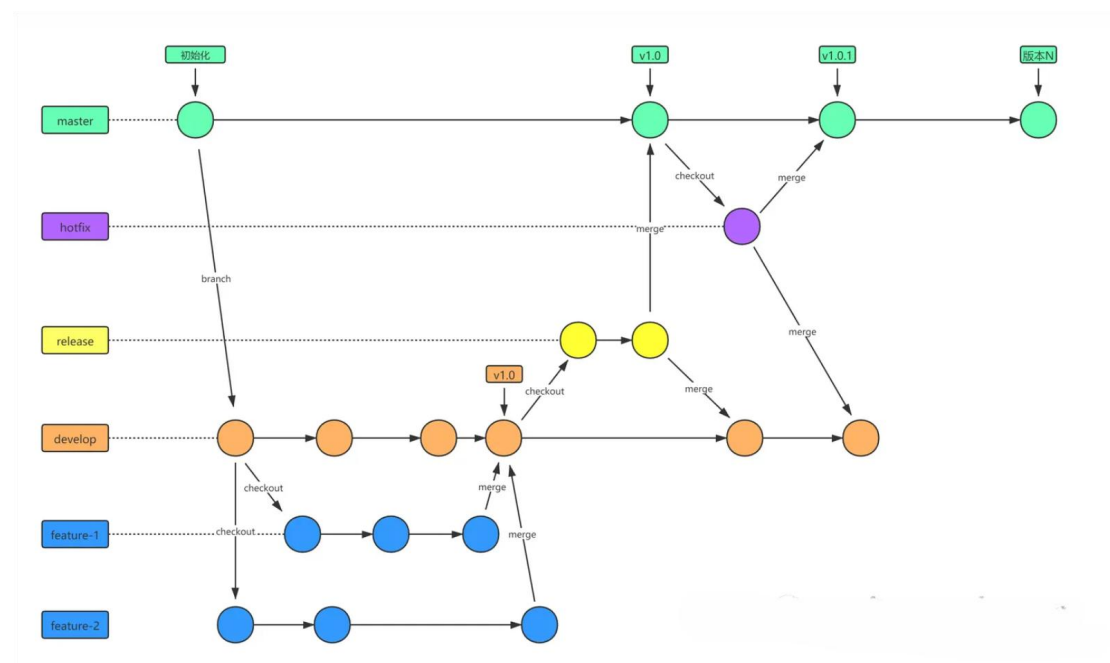 初始化
v1.0
v1.0.1
版本N
master
checkout
merge
hotfix
merge
branch
merge
release
v1.0
checkout
merge
develop
checkout
merge
feature-1
checkout
merge
feature-2